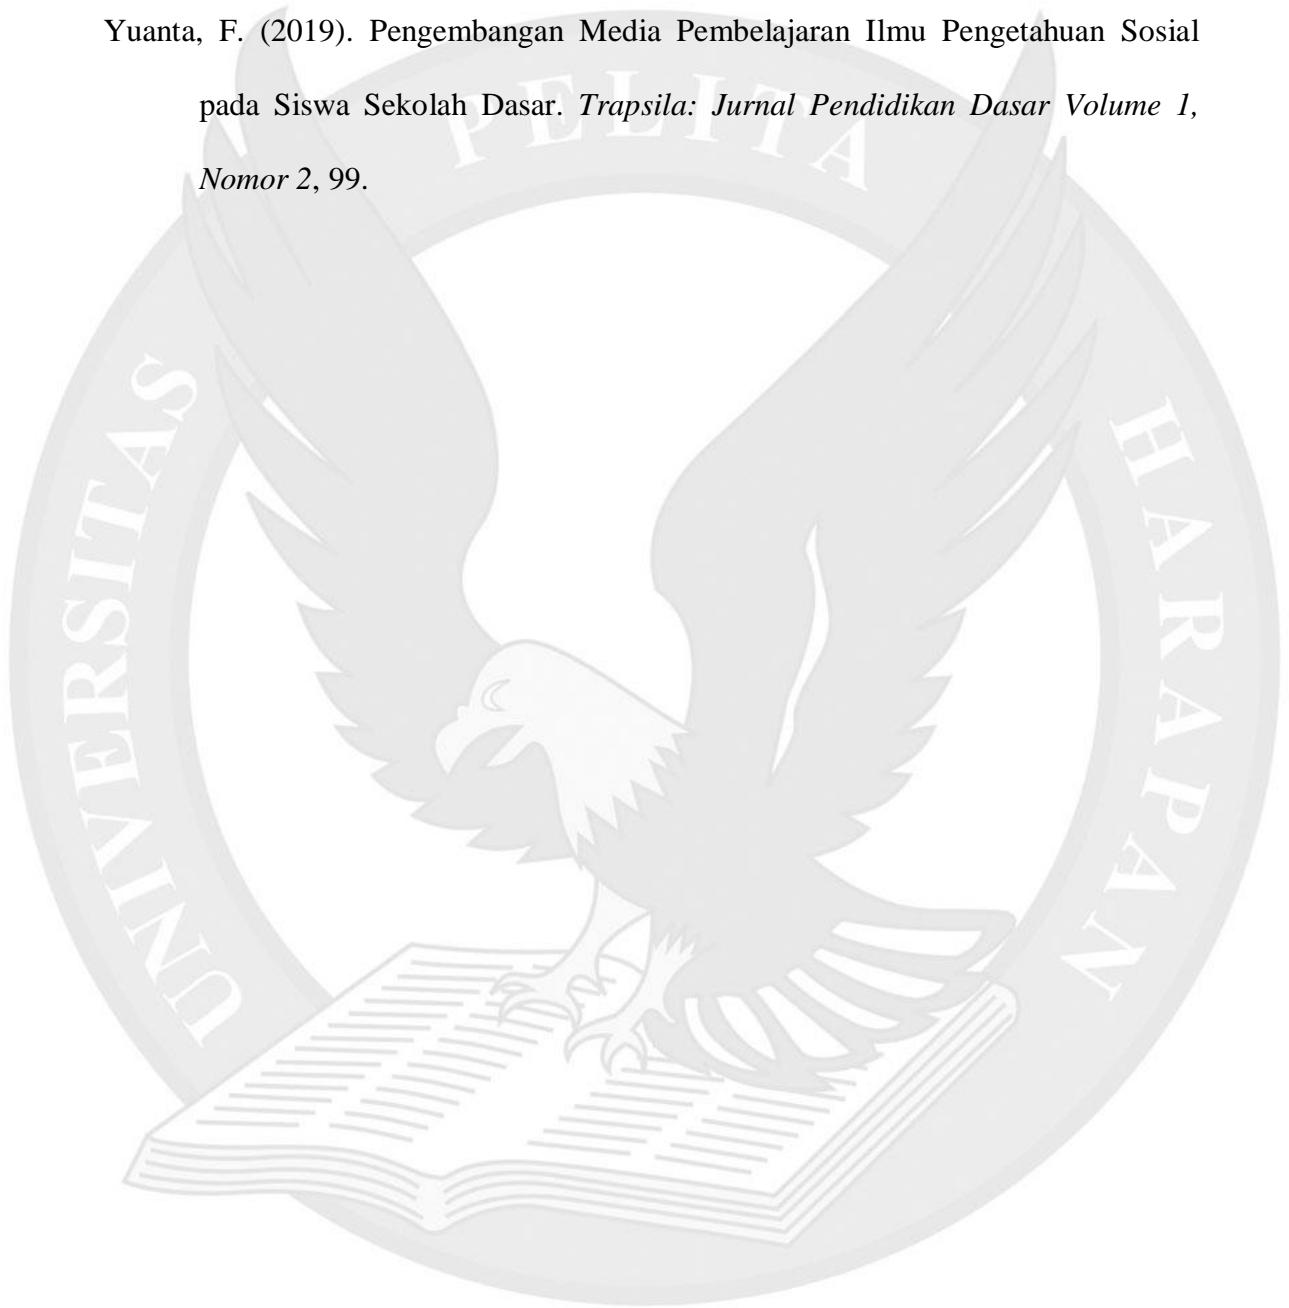 Yuanta, F. (2019). Pengembangan Media Pembelajaran Ilmu Pengetahuan Sosial
pada Siswa Sekolah Dasar. Trapsila: Jurnal Pendidikan Dasar Volume 1,
Nomor 2, 99.
UNIVERSITAS
PELITA
HARAPAN